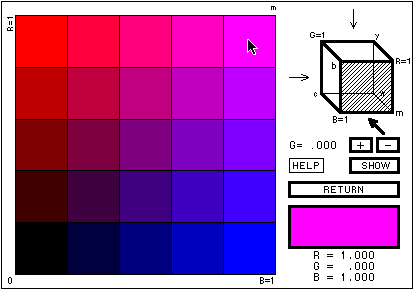 m
R=1
G=1
y
b
R=1
c
m
B=1
G= .000
+
-
HELP
SHOW
RETURN
R = 1.000
G = .000
B = 1.000
0
B=1